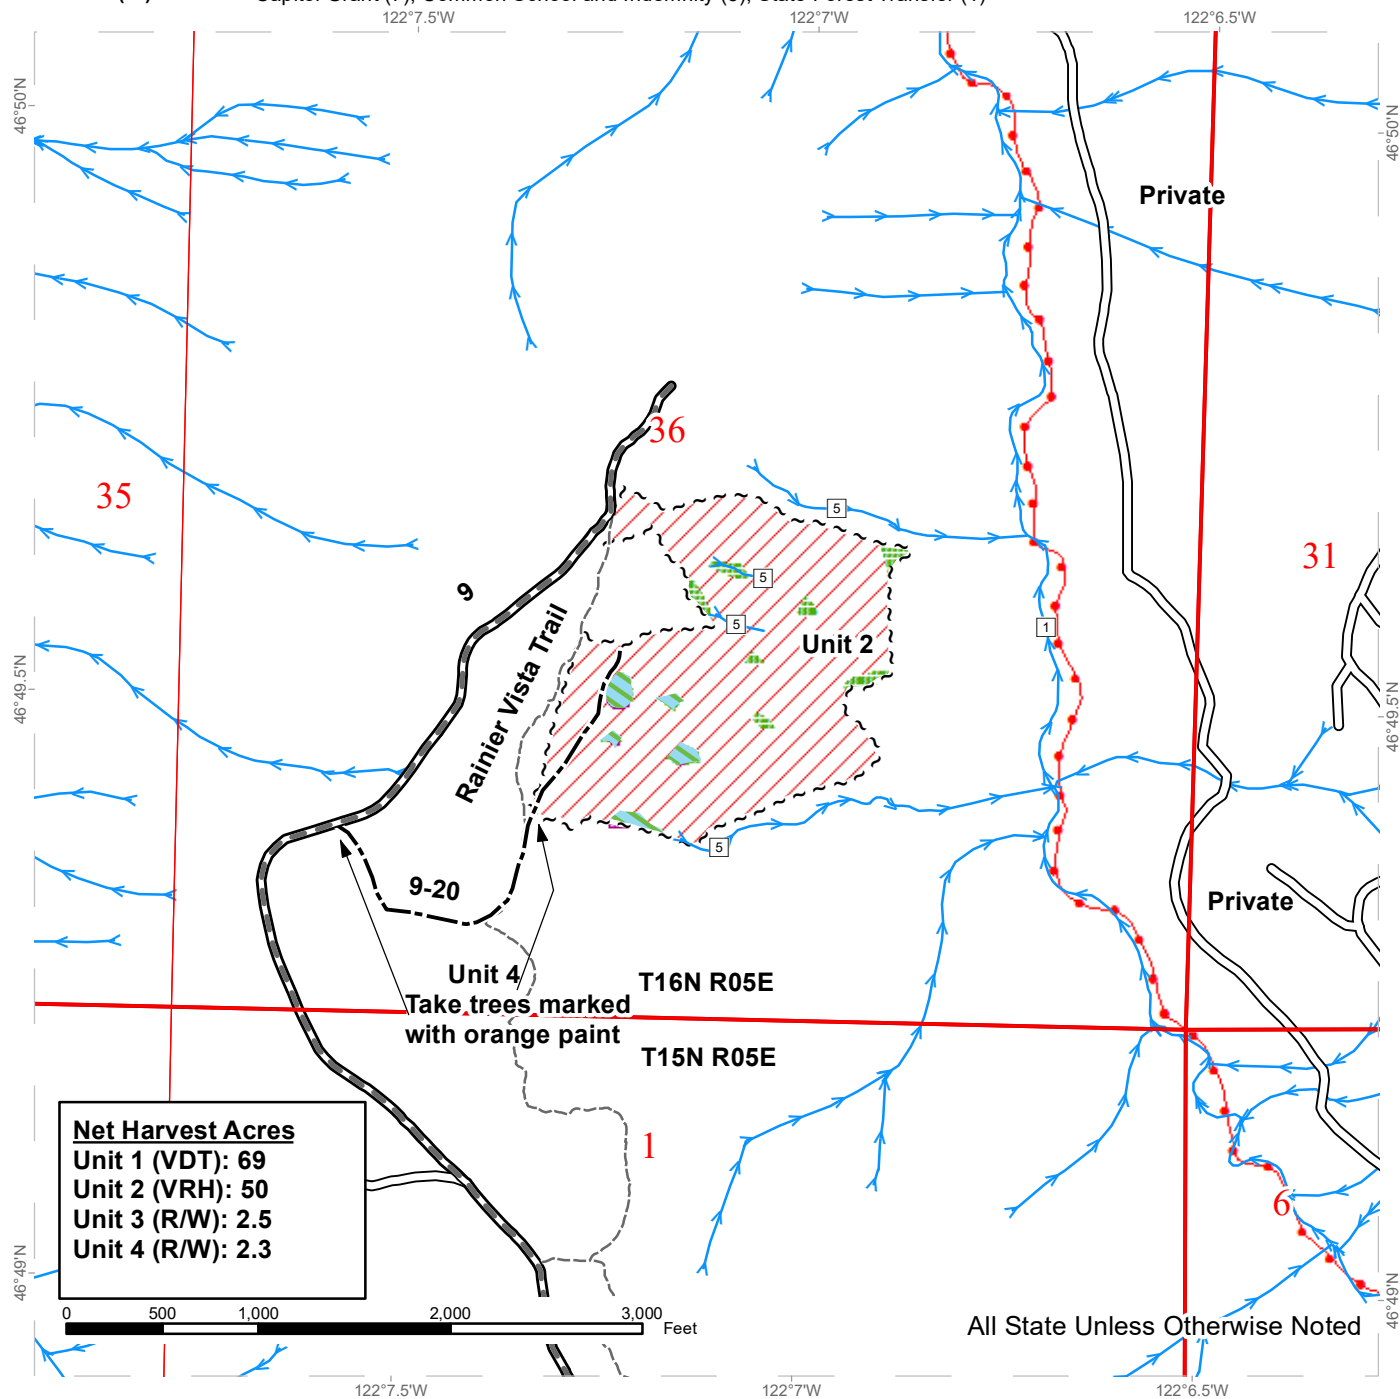 122°7.5'W
122°7'W
122°6.5'W
46°50'N
46°50'N
Private
36
35
5
31
9
5
5
Rainier Vista Trail
1
Unit 2
46°49.5'N
46°49.5'N
5
9-20
Private
Unit 4
Take trees marked
with orange paint
T16N R05E
T15N R05E
1
Net Harvest Acres
Unit 1 (VDT): 69
Unit 2 (VRH): 50
Unit 3 (R/W): 2.5
Unit 4 (R/W): 2.3
6
46°49'N
46°49'N
0 500 1,000 2,000 3,000
Feet
All State Unless Otherwise Noted
122°7.5'W
122°7'W
122°6.5'W